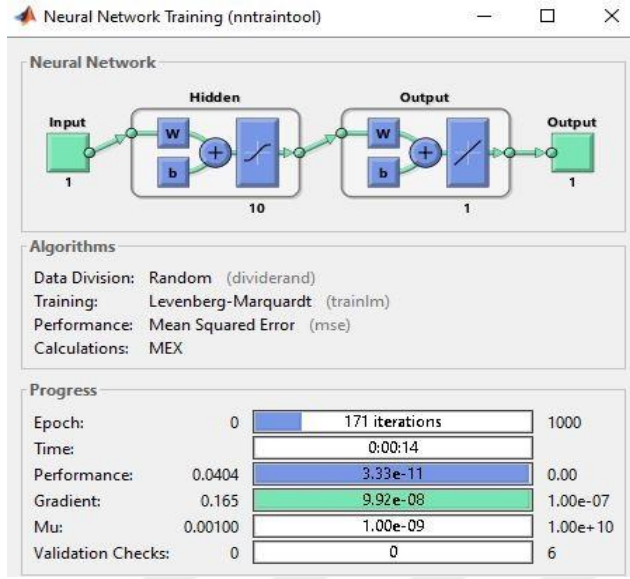 Neural Network Training (nntraintool)
Neural Network
Hidden
Output
Input
W
b
+
W
b
+
Output
1
10
1
1
Algorithms
Data Division: Random (dividerand)
Training: Levenberg-Marquardt (trainlm)
Performance: Mean Squared Error (mse)
Calculations: MEX
Progress
Epoch: 0 171 iterations 1000
Time: 0:00:14
Performance: 0.0404 3.33e-11 0.00
Gradient: 0.165 9.92e-08 1.00e-07
Mu: 0.00100 1.00e-09 1.00e+10
Validation Checks: 0 0 6